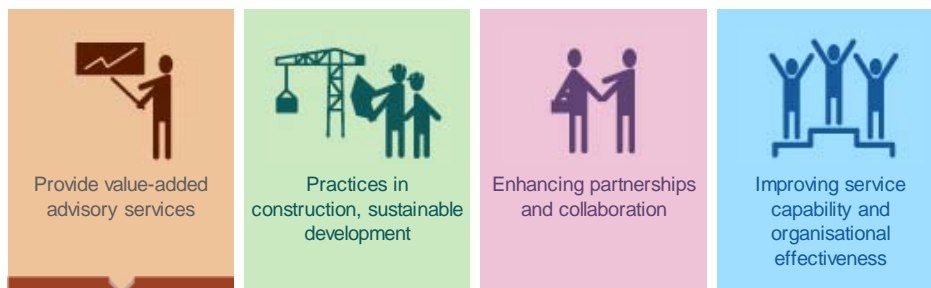 Provide value-added
advisory services
Practices in
construction, sustainable
development
Enhancing partnerships
and collaboration
Improving service
capability and
organisational
effectiveness